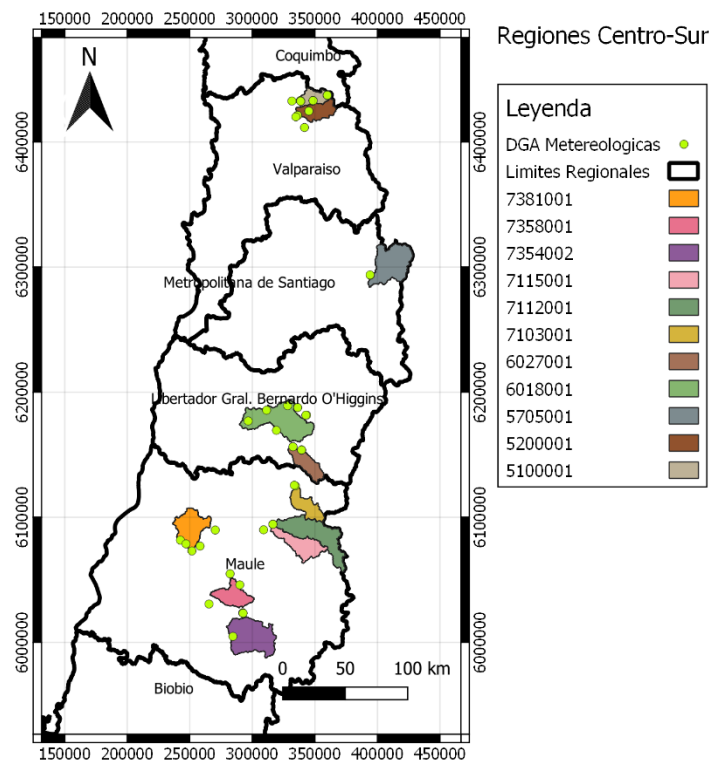 150000 200000 250000 300000 350000 400000 450000
Regiones Centro-Sur
N
Coquimbo
Valparaiso
Metropolitana de Santiago
Libertador Gral. Bernardo O'Higgins
Maule
Biobio
0 50 100 km
6400000
6300000
6200000
6100000
6000000
6400000
6300000
6200000
6100000
6000000
150000 200000 250000 300000 350000 400000 450000
Leyenda
DGA Metereologicas
Limites Regionales
7381001
7358001
7354002
7115001
7112001
7103001
6027001
6018001
5705001
5200001
5100001